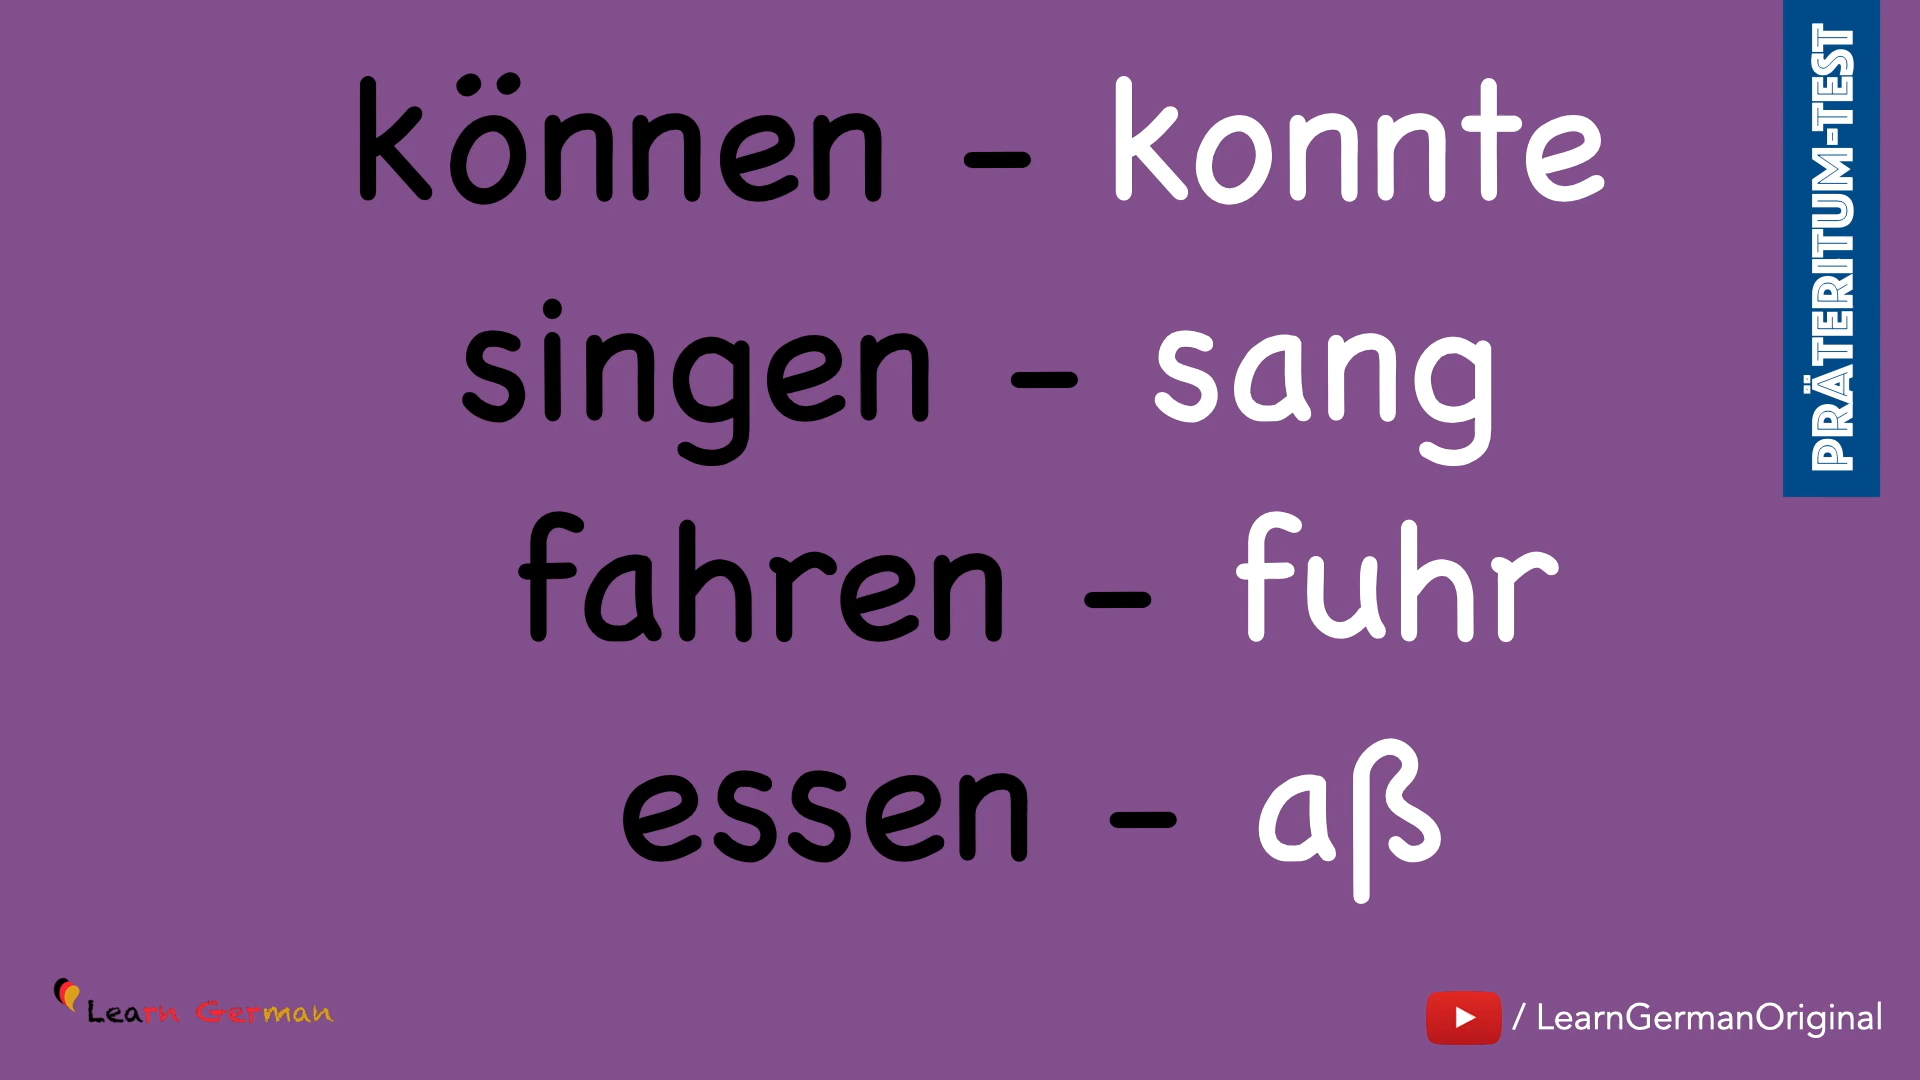 können - konnte
singen - sang
fahren - fuhr
essen - aß
PRÄTERITUM-TEST
Learn German
/ LearnGermanOriginal